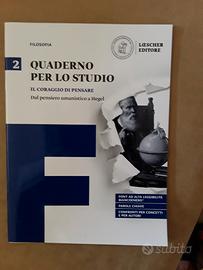 FILOSOFIA
LOESCHER
EDITORE
2
QUADERNO
PER LO STUDIO
IL CORAGGIO DI PENSARE
Dal pensiero umanistico a Hegel
FONT AD ALTA LEGGIBILITÀ
BIANCOENERO®
PAROLE CHIAVE
CONFRONTI PER CONCETTI
E PER AUTORI
subito